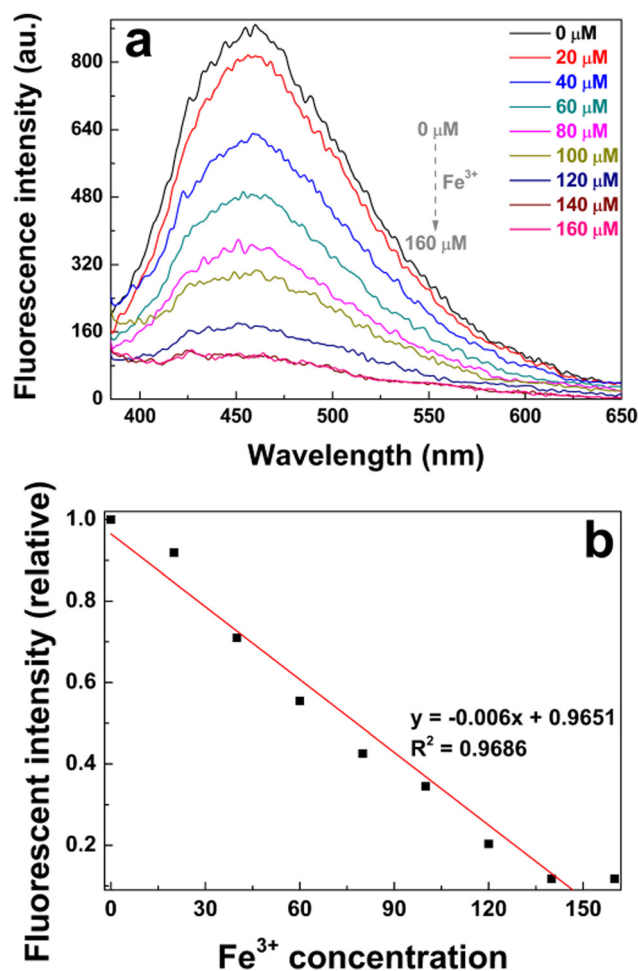 a
Fluorescence intensity (au.)
800
640
480
320
160
0
0 μM
20 μM
40 μM
60 μM
80 μM
100 μM
120 μM
140 μM
160 μM
0 μM
Fe³⁺
160 μM
400 450 500 550 600 650
Wavelength (nm)
b
Fluorescent intensity (relative)
1.0
0.8
0.6
0.4
0.2
y = -0.006x + 0.9651
R² = 0.9686
0 30 60 90 120 150
Fe³⁺ concentration